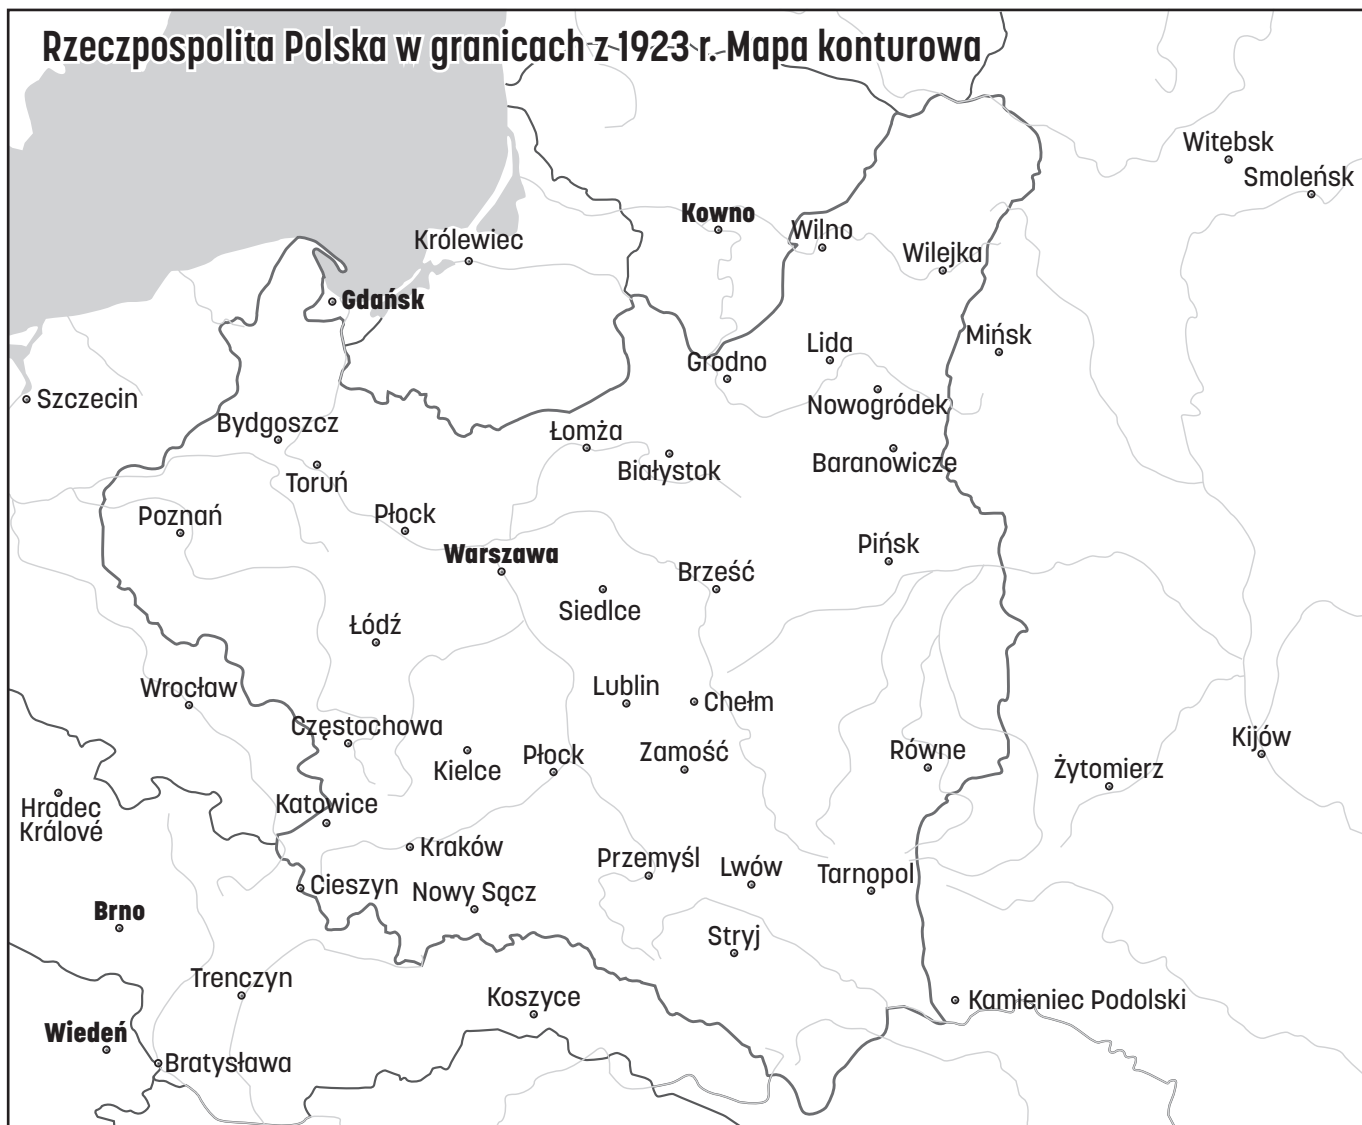 Rzeczpospolita Polska w granicach z 1923 r. Mapa konturowa
Witebsk
Smoleńsk
Kowno
Wilno
Królewiec
Wilejka
Gdańsk
Mińsk
Lida
Grodno
Szczecin
Nowogródek
Bydgoszcz
Łomża
Białystok
Baranowicze
Toruń
Poznań
Płock
Warszawa
Pińsk
Brześć
Siedlce
Łódź
Wrocław
Lublin
Chełm
Częstochowa
Kielce
Płock
Zamość
Równe
Kijów
Żytomierz
Hradec
Králové
Katowice
Kraków
Przemyśl
Lwów
Tarnopol
Cieszyn
Nowy Sącz
Brno
Stryj
Trenczyn
Koszyce
Kamieniec Podolski
Wiedeń
Bratysława